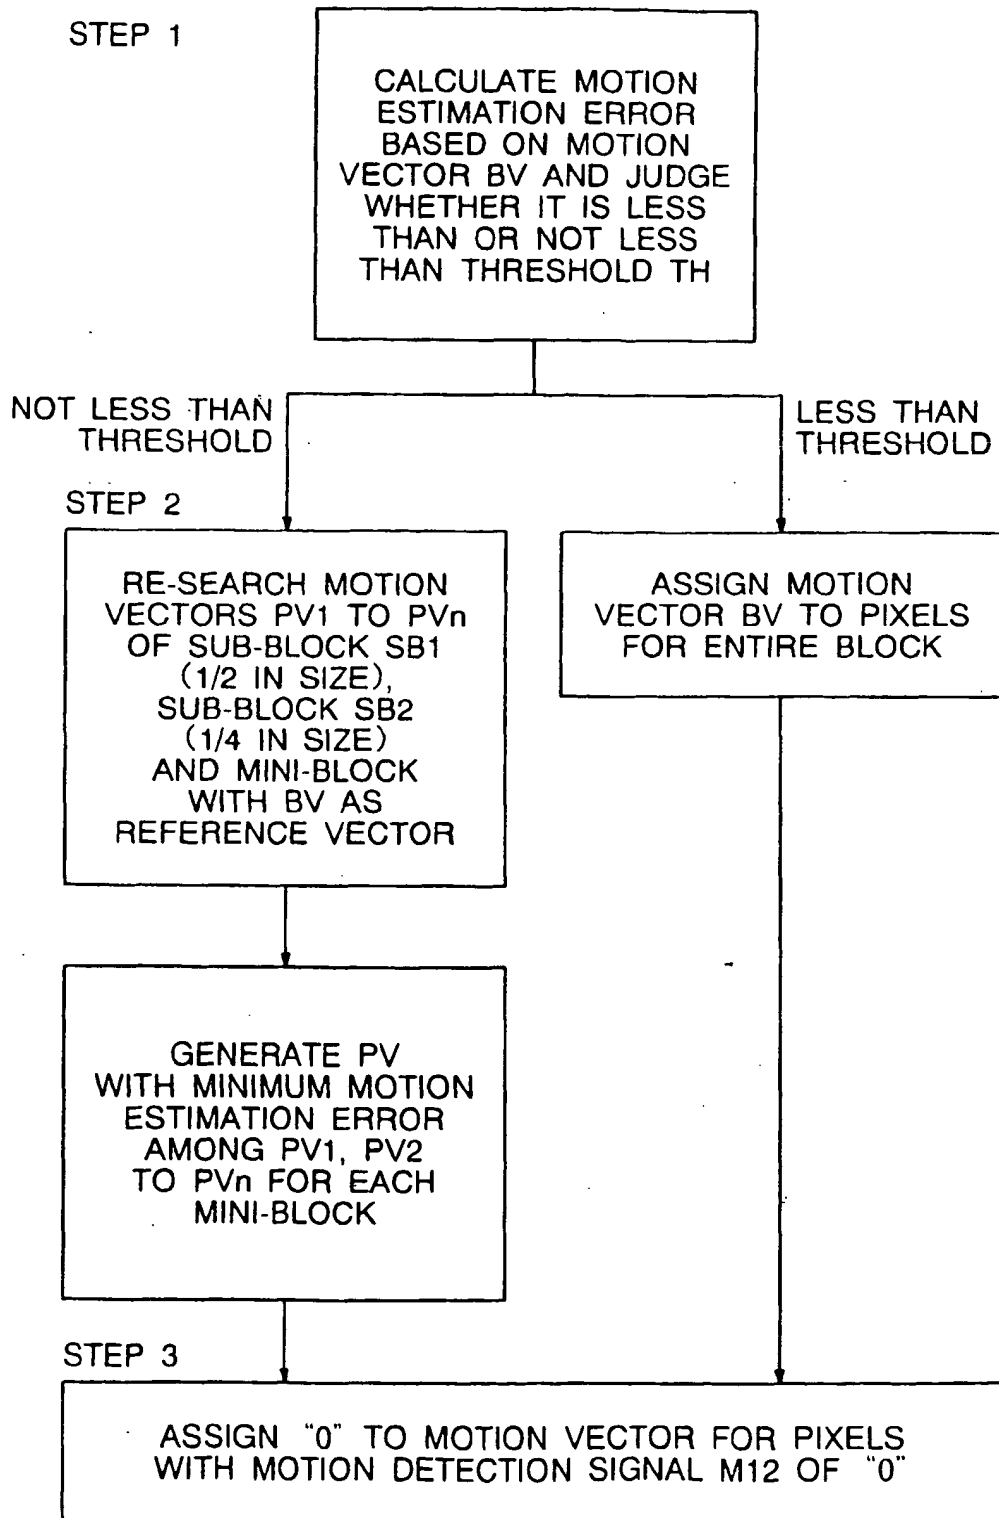 STEP 1
CALCULATE MOTION
ESTIMATION ERROR
BASED ON MOTION
VECTOR BV AND JUDGE
WHETHER IT IS LESS
THAN OR NOT LESS
THAN THRESHOLD TH
NOT LESS THAN
THRESHOLD
LESS THAN
THRESHOLD
STEP 2
RE-SEARCH MOTION
VECTORS PV1 TO PVn
OF SUB-BLOCK SB1
(1/2 IN SIZE),
SUB-BLOCK SB2
(1/4 IN SIZE)
AND MINI-BLOCK
WITH BV AS
REFERENCE VECTOR
ASSIGN MOTION
VECTOR BV TO PIXELS
FOR ENTIRE BLOCK
GENERATE PV
WITH MINIMUM MOTION
ESTIMATION ERROR
AMONG PV1, PV2
TO PVn FOR EACH
MINI-BLOCK
STEP 3
ASSIGN "0" TO MOTION VECTOR FOR PIXELS
WITH MOTION DETECTION SIGNAL M12 OF "0"